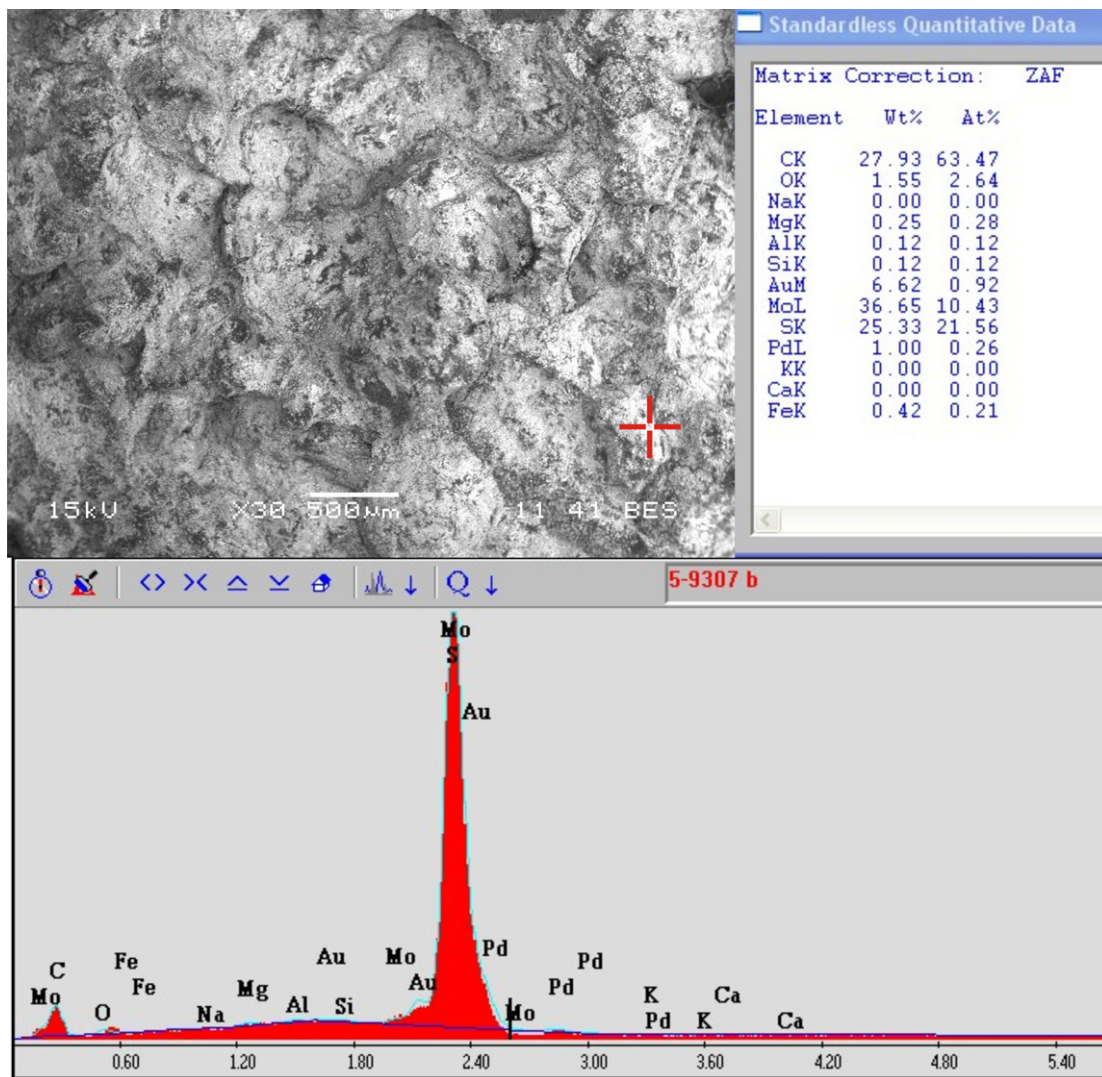 Standardless Quantitative Data
Matrix Correction: ZAF
Element Wt% At%
CK 27.93 63.47
OK 1.55 2.64
NaK 0.00 0.00
MgK 0.25 0.28
AlK 0.12 0.12
SiK 0.12 0.12
AuM 6.62 0.92
MoL 36.65 10.43
SK 25.33 21.56
PdL 1.00 0.26
KK 0.00 0.00
CaK 0.00 0.00
FeK 0.42 0.21
15kV X30 500µm 11 41 BES
Q
5-9307 b
Mo
S
Au
Fe Au Mo Pd Pd
C Fe Mg Au Pd K Ca
Mo O Na Al Si Mo Pd K Ca
0.60 1.20 1.80 2.40 3.00 3.60 4.20 4.80 5.40